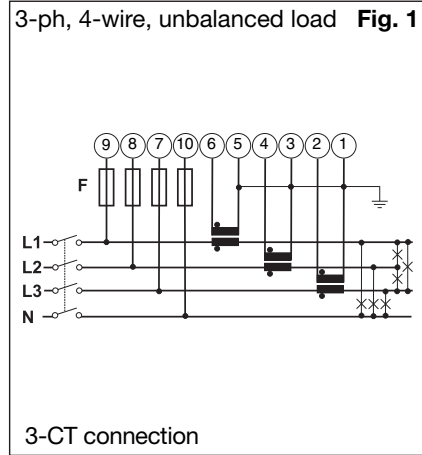 3-ph, 4-wire, unbalanced load Fig. 1
9 8 7 10 6 5 4 3 2 1
F
L1
L2
L3
N
3-CT connection